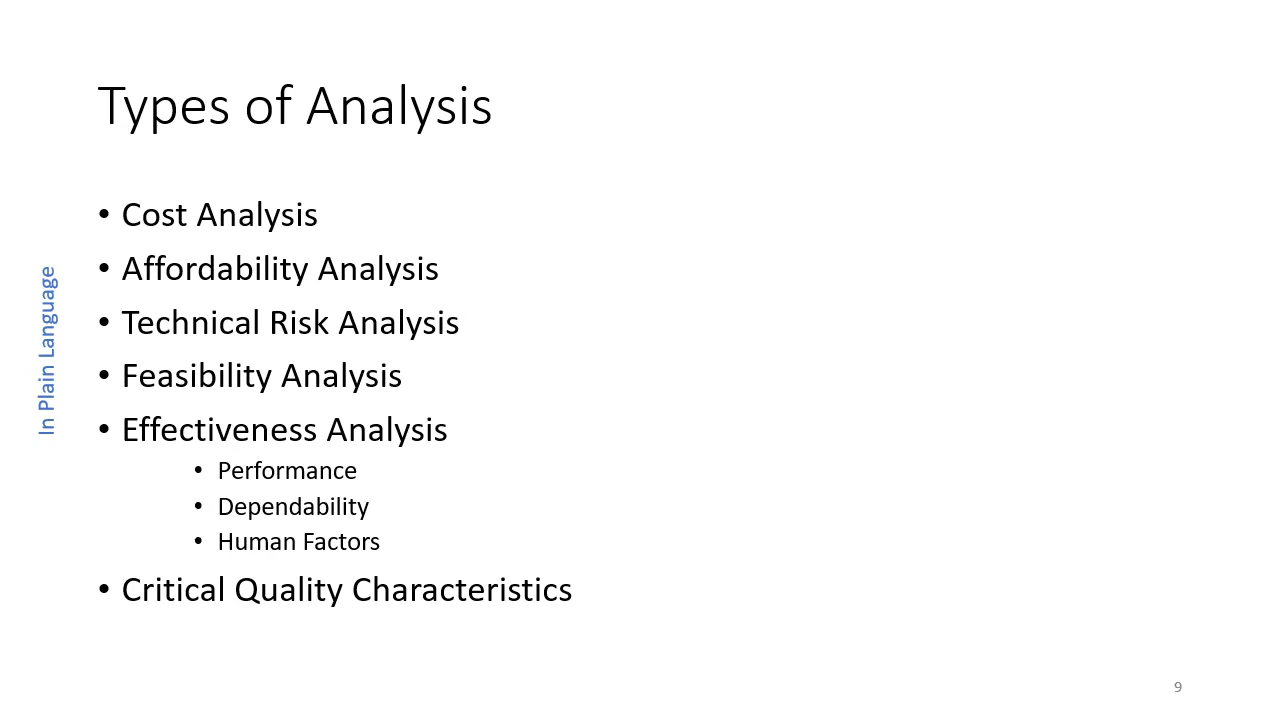 Types of Analysis
• Cost Analysis
• Affordability Analysis
• Technical Risk Analysis
• Feasibility Analysis
• Effectiveness Analysis
• Performance
• Dependability
• Human Factors
• Critical Quality Characteristics
In Plain Language
9